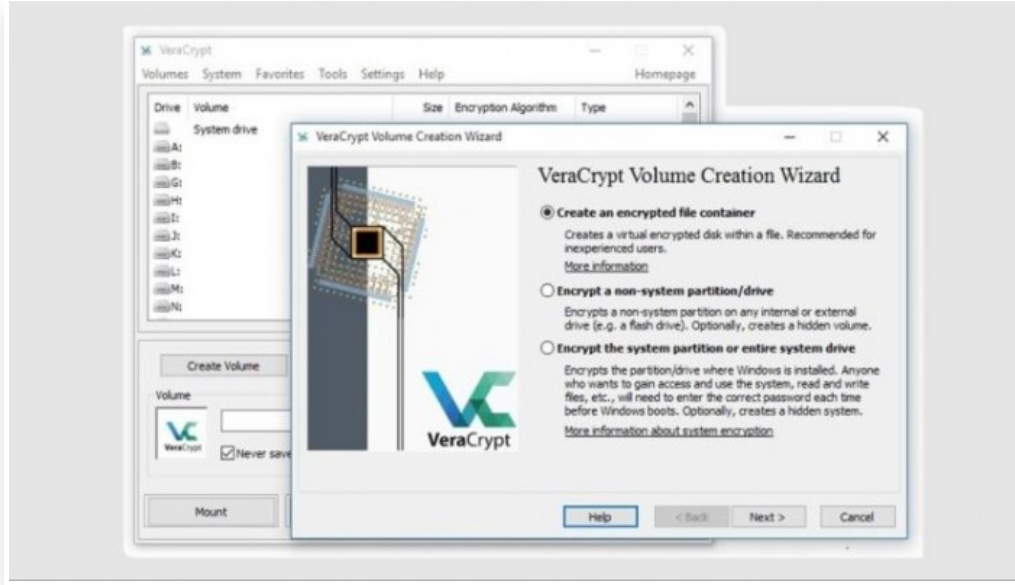 VeraCrypt
Volumes System Favorites Tools Settings Help Homepage
Drive Volume Size Encryption Algorithm Type
System drive
A:
B:
G:
H:
I:
J:
K:
L:
M:
N:
Create Volume
Volume
VeraCrypt
Never save
Mount
VeraCrypt Volume Creation Wizard
VeraCrypt Volume Creation Wizard
Create an encrypted file container
Creates a virtual encrypted disk within a file. Recommended for
inexperienced users.
More information
Encrypt a non-system partition/drive
Encrypts a non-system partition on any internal or external
drive (e.g. a flash drive). Optionally, creates a hidden volume.
Encrypt the system partition or entire system drive
Encrypts the partition/drive where Windows is installed. Anyone
who wants to gain access and use the system, read and write
files, etc., will need to enter the correct password each time
before Windows boots. Optionally, creates a hidden system.
More information about system encryption
VeraCrypt
Help < Back Next > Cancel